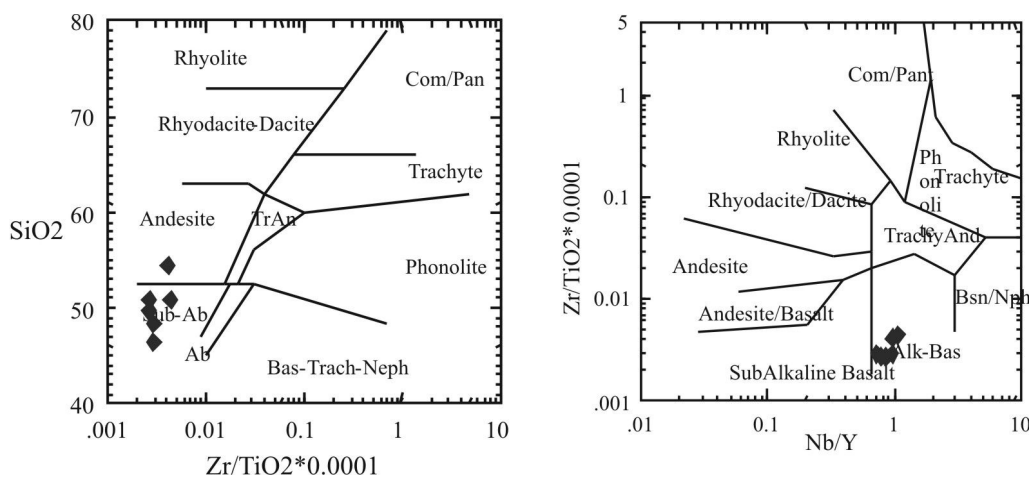 80
70
60
50
40
SiO2
Rhyolite
Com/Pan
Rhyodacite-Dacite
Trachyte
Andesite
TrAn
Phonolite
Sub-Ab
Ab
Bas-Trach-Neph
.001
0.01
0.1
1
10
Zr/TiO2*0.0001
5
1
0.1
0.01
.001
Zr/TiO2*0.0001
Com/Pant
Rhyolite
Ph
on
oli
te
Trachyte
Rhyodacite/Dacite
TrachyAnd
Andesite
Bsn/Nph
Andesite/Basalt
Alk-Bas
SubAlkaline Basalt
.01
0.1
1
10
Nb/Y